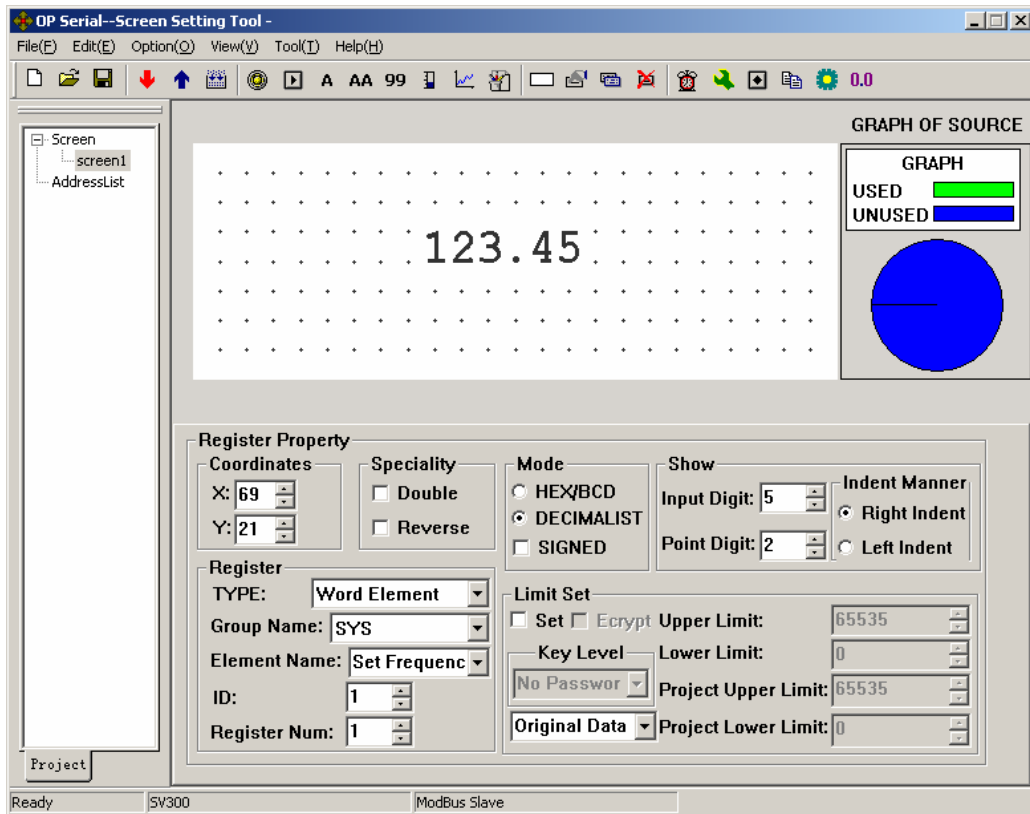 OP Serial--Screen Setting Tool -
File(F) Edit(E) Option(O) View(V) Tool(T) Help(H)
A AA 99 0.0
Screen
screen1
AddressList
Project
GRAPH OF SOURCE
GRAPH
USED
UNUSED
123.45
Register Property
Coordinates
X: 69
Y: 21
Speciality
Double
Reverse
Mode
HEX/BCD
DECIMALIST
SIGNED
Show
Input Digit: 5
Point Digit: 2
Indent Manner
Right Indent
Left Indent
Register
TYPE: Word Element
Group Name: SYS
Element Name: Set Frequenc
ID: 1
Register Num: 1
Limit Set
Set Ecrypt
Key Level
No Passwor
Original Data
Upper Limit: 65535
Lower Limit: 0
Project Upper Limit: 65535
Project Lower Limit: 0
Ready SV300 ModBus Slave